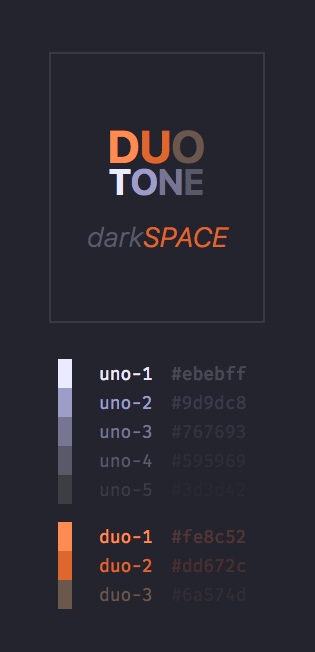 DUO
TONE
darkSPACE
uno-1 #ebebff
uno-2 #9d9dc8
uno-3 #767693
uno-4 #595969
uno-5 #3d3d42
duo-1 #fe8c52
duo-2 #dd672c
duo-3 #6a574d